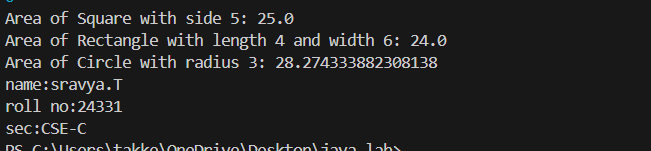 Area of Square with side 5: 25.0
Area of Rectangle with length 4 and width 6: 24.0
Area of Circle with radius 3: 28.274333882308138
name:sravya.T
roll no:24331
sec:CSE-C
PS C:\Users\takke\OneDrive\Desktop\java lab>